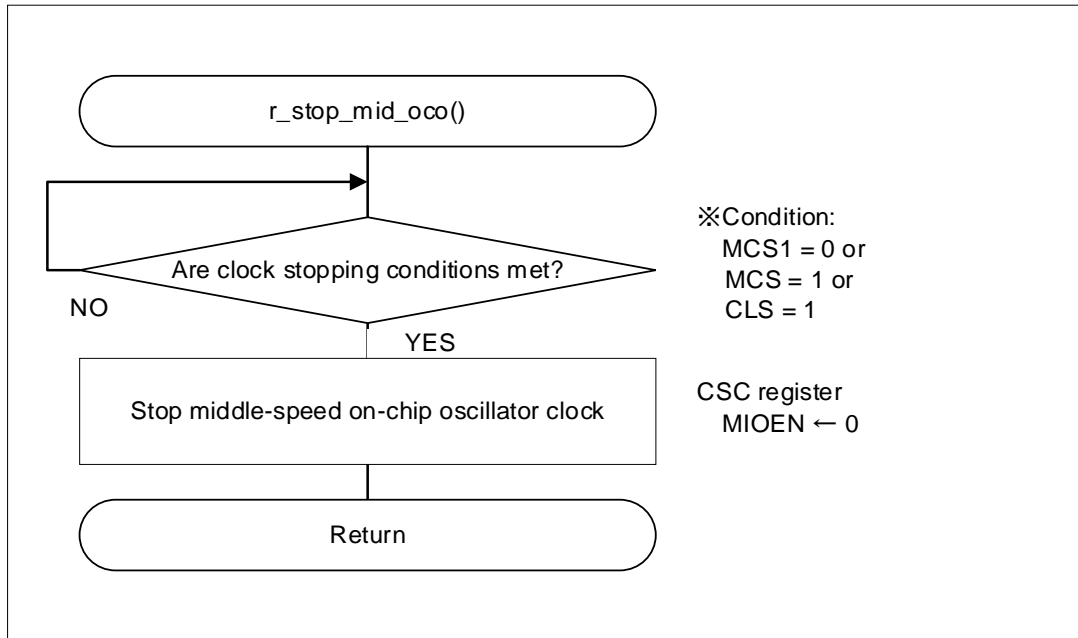 r_stop_mid_oco()
Are clock stopping conditions met?
NO
YES
※Condition:
MCS1 = 0 or
MCS = 1 or
CLS = 1
Stop middle-speed on-chip oscillator clock
CSC register
MIOEN ← 0
Return